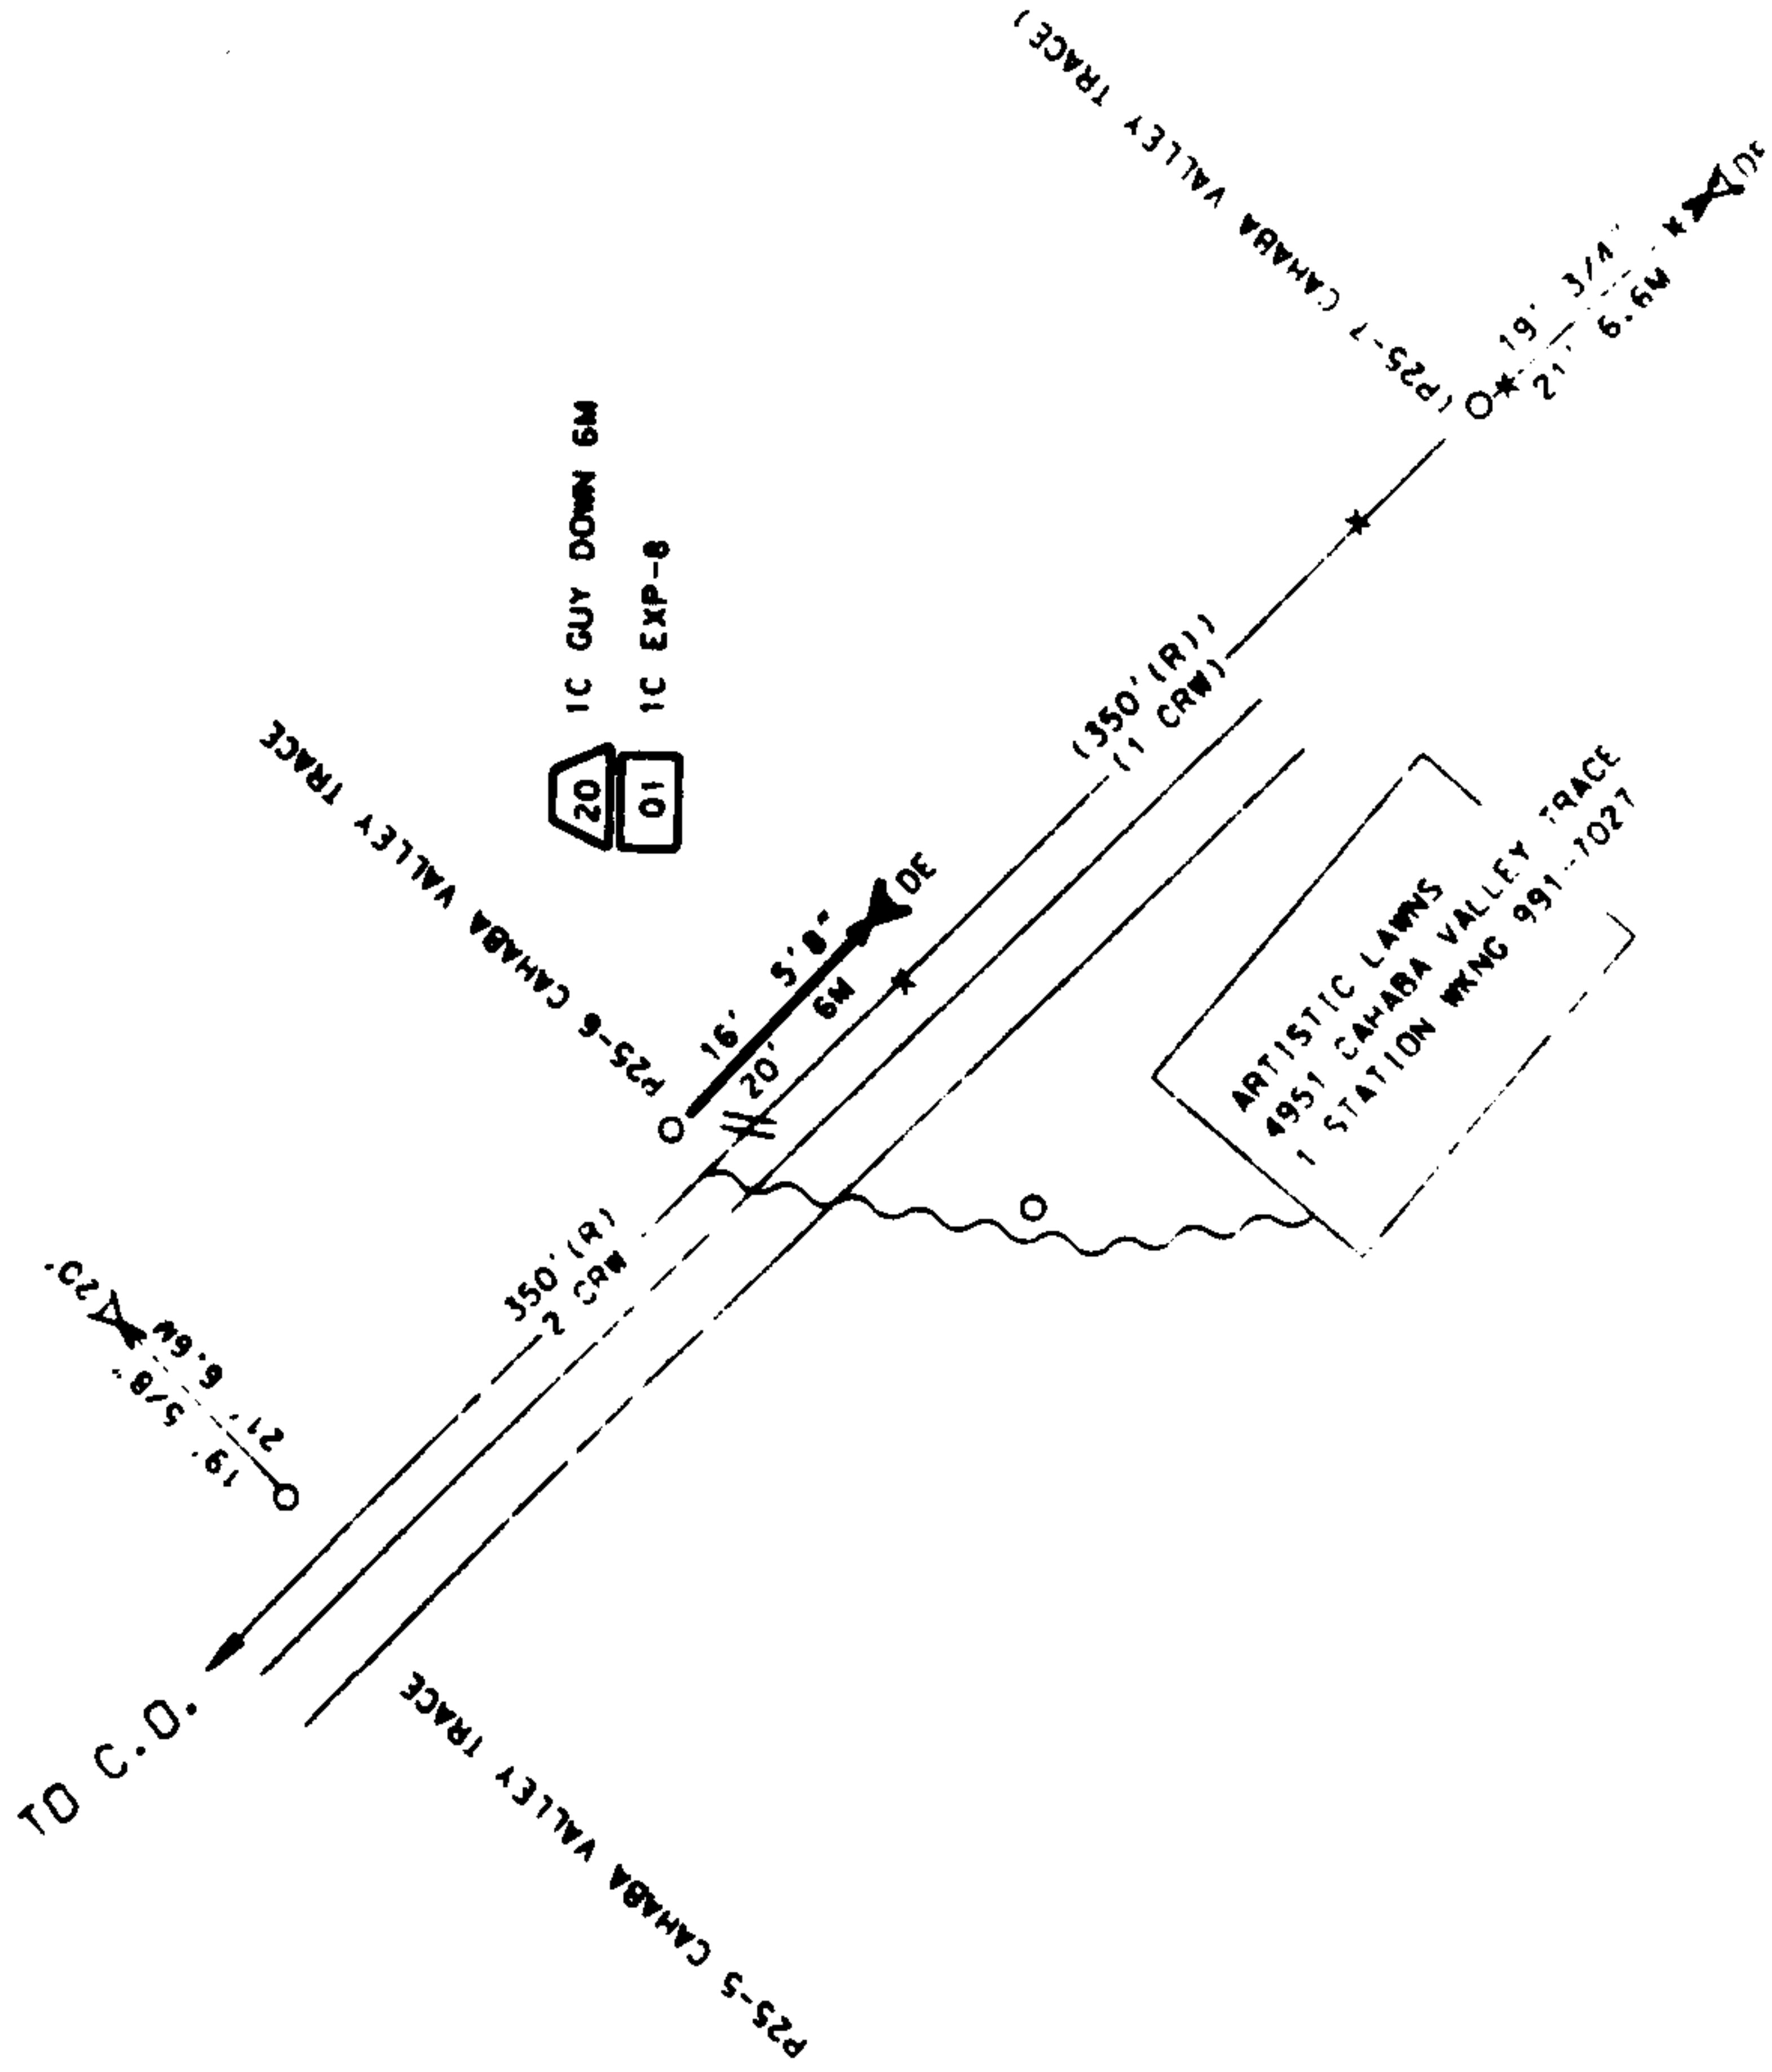 (P25-7 CAHABA VALLEY TRACE)
19' 3/4'
21' 6.6M
1C GUY DOWN 6M
1C EXP-8
20
01
(350'(R))
(1 CRW)
P25-6 CAHABA VALLEY TRACE
16' 5'8'
20' 6M
DE
ARTISTIC LAWNS
4951 CAHABA VALLEY TRACE
1 STATION WKNG 991-1027
350'(R)
2 CRW
19' 5/8"
21' 6.6M
TO C.O.
P25-5 CAHABA VALLEY TRACE